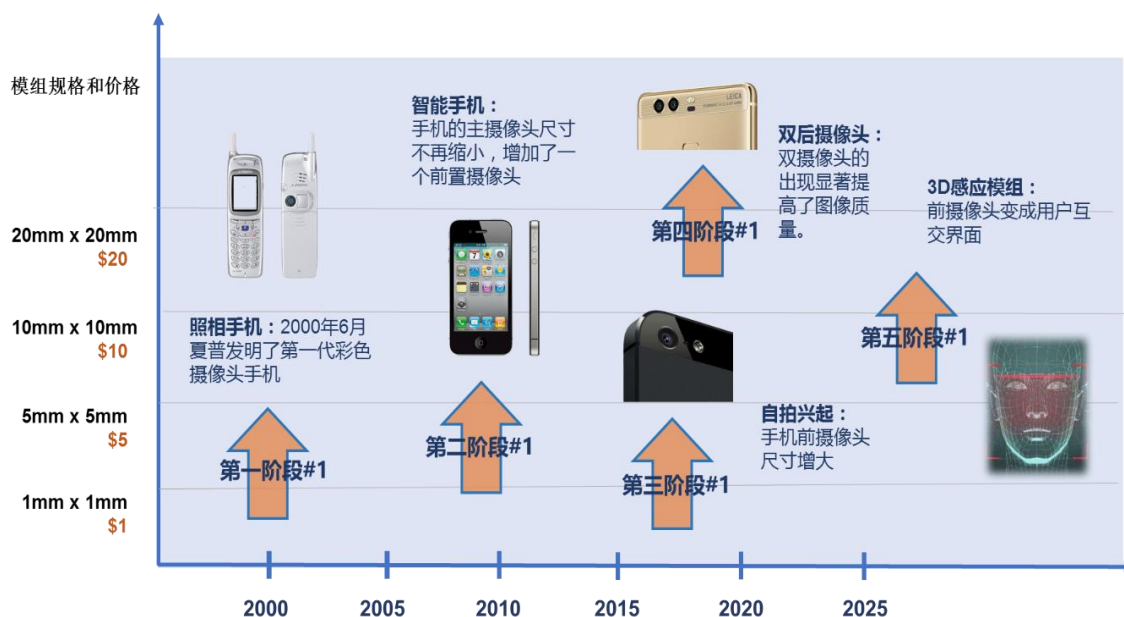 模组规格和价格
20mm x 20mm
$20
10mm x 10mm
$10
5mm x 5mm
$5
1mm x 1mm
$1
照相手机：2000年6月
夏普发明了第一代彩色
摄像头手机
第一阶段#1
智能手机：
手机的主摄像头尺寸
不再缩小，增加了一
个前置摄像头
第二阶段#1
LEICA
双后摄像头：
双摄像头的
出现显著提
高了图像质
量。
第四阶段#1
自拍兴起：
手机前摄像头
尺寸增大
第三阶段#1
3D感应模组：
前摄像头变成用户互
交界面
第五阶段#1
2000
2005
2010
2015
2020
2025